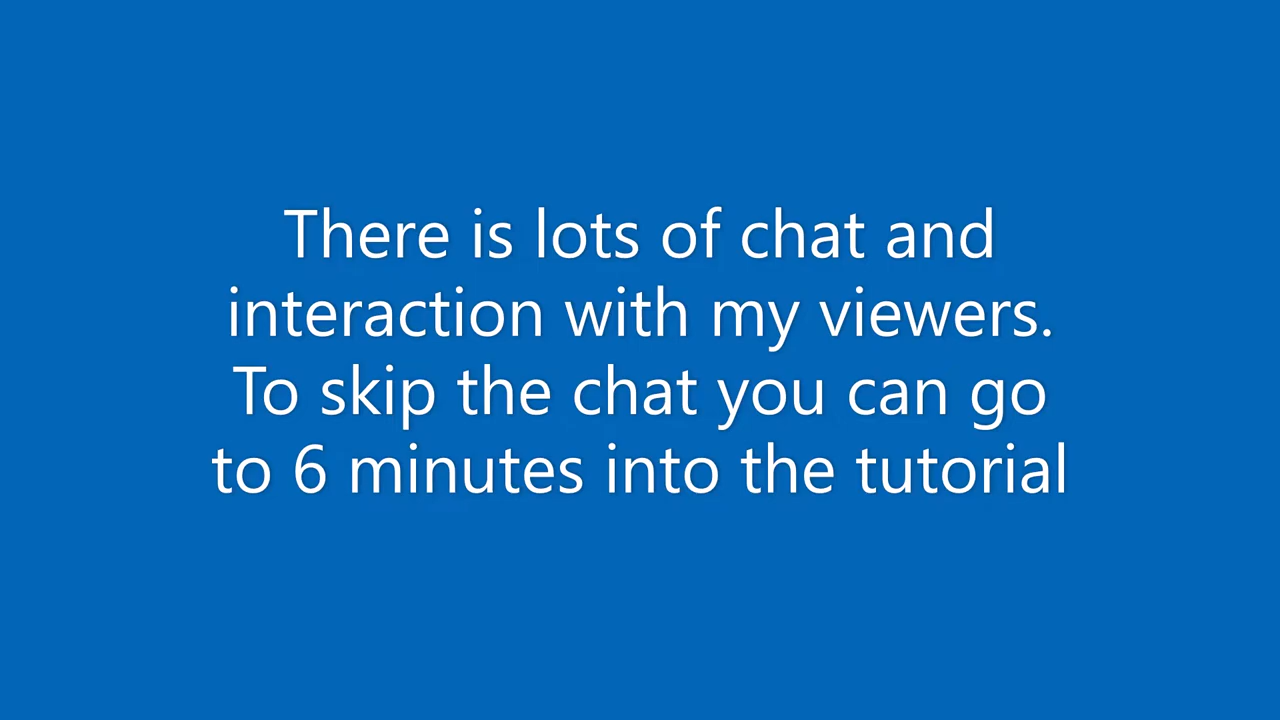 There is lots of chat and
interaction with my viewers.
To skip the chat you can go
to 6 minutes into the tutorial